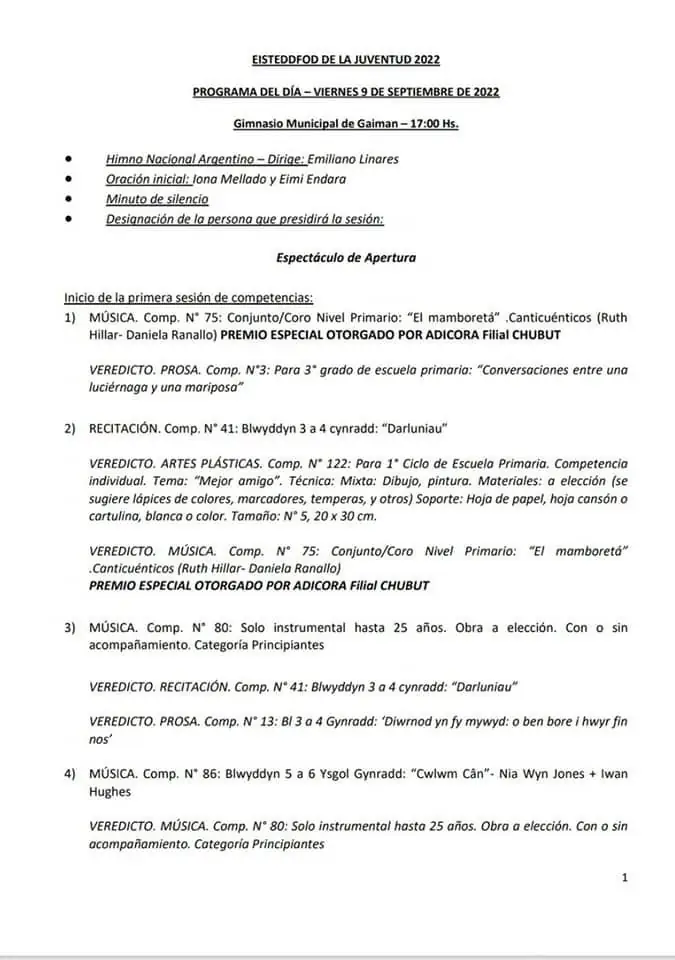 EISTEDDFOD DE LA JUVENTUD 2022
PROGRAMA DEL DÍA – VIERNES 9 DE SEPTIEMBRE DE 2022
Gimnasio Municipal de Gaiman – 17:00 Hs.
● Himno Nacional Argentino – Dirige: Emiliano Linares
● Oración inicial: Iona Mellado y Eimi Endara
● Minuto de silencio
● Designación de la persona que presidirá la sesión:
Espectáculo de Apertura
Inicio de la primera sesión de competencias:
1) MÚSICA. Comp. N° 75: Conjunto/Coro Nivel Primario: “El mamboretá” .Canticuénticos (Ruth
Hillar- Daniela Ranallo) PREMIO ESPECIAL OTORGADO POR ADICORA Filial CHUBUT
VEREDICTO. PROSA. Comp. N°3: Para 3° grado de escuela primaria: “Conversaciones entre una
luciérnaga y una mariposa”
2) RECITACIÓN. Comp. N° 41: Blwyddyn 3 a 4 cynradd: “Darluniau”
VEREDICTO. ARTES PLÁSTICAS. Comp. N° 122: Para 1° Ciclo de Escuela Primaria. Competencia
individual. Tema: “Mejor amigo”. Técnica: Mixta: Dibujo, pintura. Materiales: a elección (se
sugiere lápices de colores, marcadores, temperas, y otros) Soporte: Hoja de papel, hoja cansón o
cartulina, blanca o color. Tamaño: N° 5, 20 x 30 cm.
VEREDICTO. MÚSICA. Comp. N° 75: Conjunto/Coro Nivel Primario: “El mamboretá”
.Canticuénticos (Ruth Hillar- Daniela Ranallo)
PREMIO ESPECIAL OTORGADO POR ADICORA Filial CHUBUT
3) MÚSICA. Comp. N° 80: Solo instrumental hasta 25 años. Obra a elección. Con o sin
acompañamiento. Categoría Principiantes
VEREDICTO. RECITACIÓN. Comp. N° 41: Blwyddyn 3 a 4 cynradd: “Darluniau”
VEREDICTO. PROSA. Comp. N° 13: Bl 3 a 4 Gynradd: ‘Diwrnod yn fy mywyd: o ben bore i hwyr fin
nos’
4) MÚSICA. Comp. N° 86: Blwyddyn 5 a 6 Ysgol Gynradd: “Cwlwm Cân”- Nia Wyn Jones + Iwan
Hughes
VEREDICTO. MÚSICA. Comp. N° 80: Solo instrumental hasta 25 años. Obra a elección. Con o sin
acompañamiento. Categoría Principiantes
1